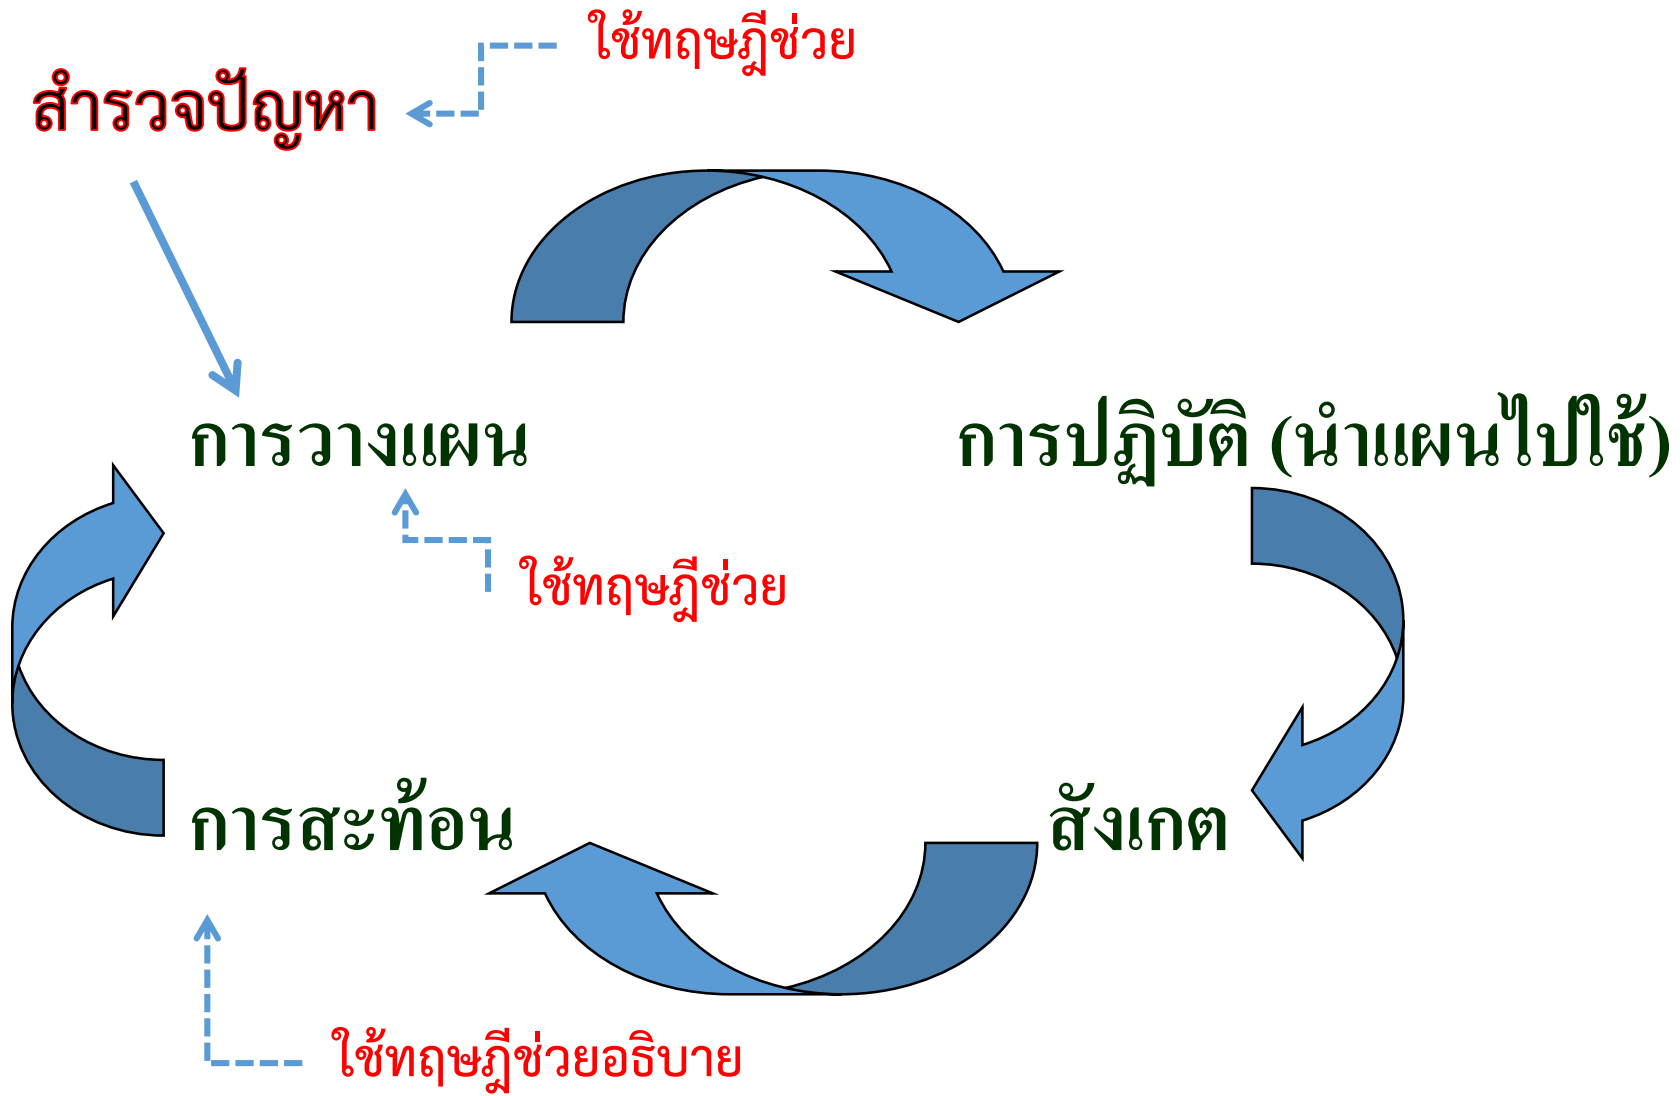 ใช้ทฤษฎีช่วย
สำรวจปัญหา
การวางแผน
การปฏิบัติ (นำแผนไปใช้)
ใช้ทฤษฎีช่วย
การสะท้อน
สังเกต
ใช้ทฤษฎีช่วยอธิบาย